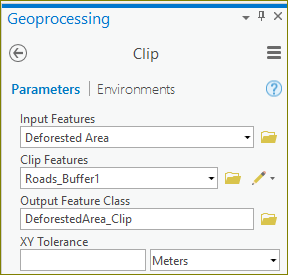 Geoprocessing
Clip
Parameters | Environments
Input Features
Deforested Area
Clip Features
Roads_Buffer1
Output Feature Class
DeforestedArea_Clip
XY Tolerance
Meters